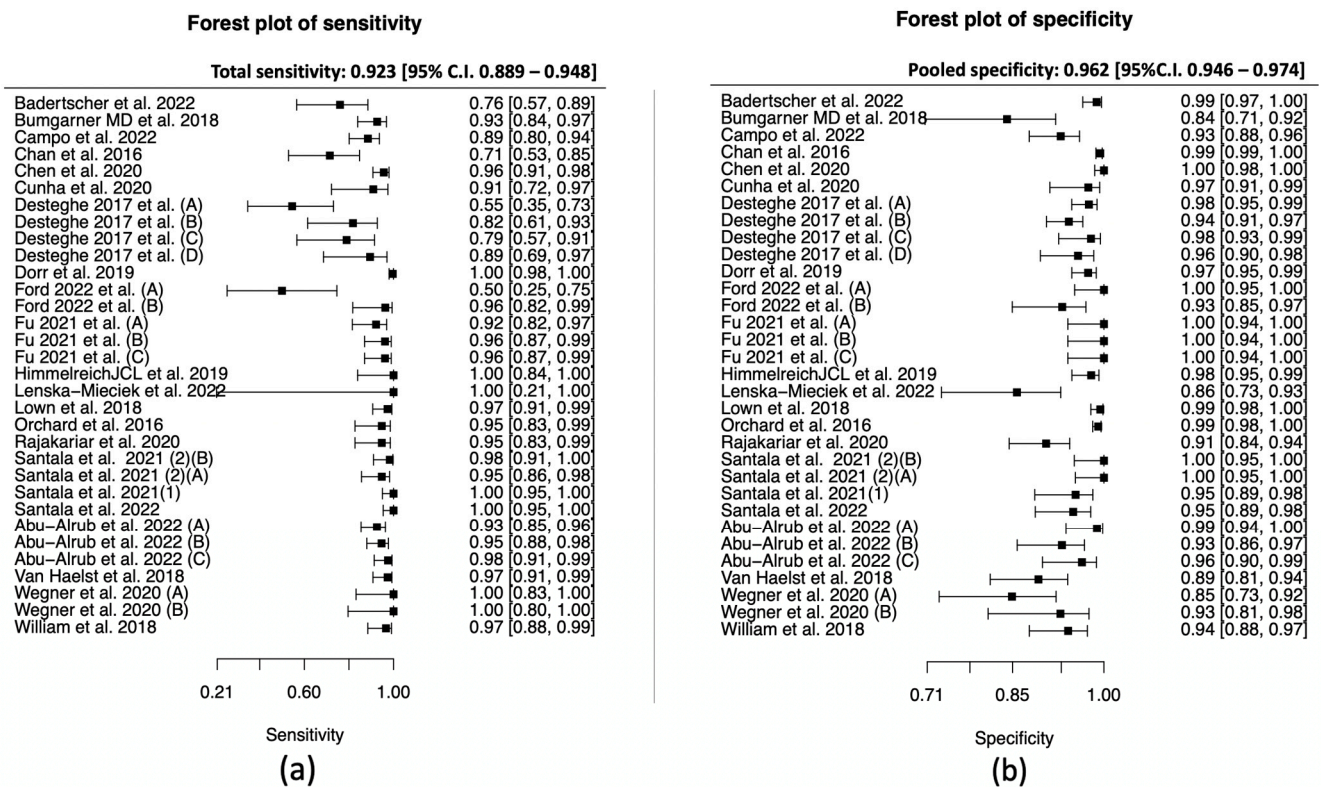 Forest plot of sensitivity
Total sensitivity: 0.923 [95% C.I. 0.889 – 0.948]
Badertscher et al. 2022 0.76 [0.57, 0.89]
Bumgarner MD et al. 2018 0.93 [0.84, 0.97]
Campo et al. 2022 0.89 [0.80, 0.94]
Chan et al. 2016 0.71 [0.53, 0.85]
Chen et al. 2020 0.96 [0.91, 0.98]
Cunha et al. 2020 0.91 [0.72, 0.97]
Desteghe 2017 et al. (A) 0.55 [0.35, 0.73]
Desteghe 2017 et al. (B) 0.82 [0.61, 0.93]
Desteghe 2017 et al. (C) 0.79 [0.57, 0.91]
Desteghe 2017 et al. (D) 0.89 [0.69, 0.97]
Dorr et al. 2019 1.00 [0.98, 1.00]
Ford 2022 et al. (A) 0.50 [0.25, 0.75]
Ford 2022 et al. (B) 0.96 [0.82, 0.99]
Fu 2021 et al. (A) 0.92 [0.82, 0.97]
Fu 2021 et al. (B) 0.96 [0.87, 0.99]
Fu 2021 et al. (C) 0.96 [0.87, 0.99]
HimmelreichJCL et al. 2019 1.00 [0.84, 1.00]
Lenska−Mieciek et al. 2022 1.00 [0.21, 1.00]
Lown et al. 2018 0.97 [0.91, 0.99]
Orchard et al. 2016 0.95 [0.83, 0.99]
Rajakariar et al. 2020 0.95 [0.83, 0.99]
Santala et al. 2021 (2)(B) 0.98 [0.91, 1.00]
Santala et al. 2021 (2)(A) 0.95 [0.86, 0.98]
Santala et al. 2021(1) 1.00 [0.95, 1.00]
Santala et al. 2022 1.00 [0.95, 1.00]
Abu−Alrub et al. 2022 (A) 0.93 [0.85, 0.96]
Abu−Alrub et al. 2022 (B) 0.95 [0.88, 0.98]
Abu−Alrub et al. 2022 (C) 0.98 [0.91, 0.99]
Van Haelst et al. 2018 0.97 [0.91, 0.99]
Wegner et al. 2020 (A) 1.00 [0.83, 1.00]
Wegner et al. 2020 (B) 1.00 [0.80, 1.00]
William et al. 2018 0.97 [0.88, 0.99]
0.21 0.60 1.00
Sensitivity
(a)
Forest plot of specificity
Pooled specificity: 0.962 [95%C.I. 0.946 – 0.974]
Badertscher et al. 2022 0.99 [0.97, 1.00]
Bumgarner MD et al. 2018 0.84 [0.71, 0.92]
Campo et al. 2022 0.93 [0.88, 0.96]
Chan et al. 2016 0.99 [0.99, 1.00]
Chen et al. 2020 1.00 [0.98, 1.00]
Cunha et al. 2020 0.97 [0.91, 0.99]
Desteghe 2017 et al. (A) 0.98 [0.95, 0.99]
Desteghe 2017 et al. (B) 0.94 [0.91, 0.97]
Desteghe 2017 et al. (C) 0.98 [0.93, 0.99]
Desteghe 2017 et al. (D) 0.96 [0.90, 0.98]
Dorr et al. 2019 0.97 [0.95, 0.99]
Ford 2022 et al. (A) 1.00 [0.95, 1.00]
Ford 2022 et al. (B) 0.93 [0.85, 0.97]
Fu 2021 et al. (A) 1.00 [0.94, 1.00]
Fu 2021 et al. (B) 1.00 [0.94, 1.00]
Fu 2021 et al. (C) 1.00 [0.94, 1.00]
HimmelreichJCL et al. 2019 0.98 [0.95, 0.99]
Lenska−Mieciek et al. 2022 0.86 [0.73, 0.93]
Lown et al. 2018 0.99 [0.98, 1.00]
Orchard et al. 2016 0.99 [0.98, 1.00]
Rajakariar et al. 2020 0.91 [0.84, 0.94]
Santala et al. 2021 (2)(B) 1.00 [0.95, 1.00]
Santala et al. 2021 (2)(A) 1.00 [0.95, 1.00]
Santala et al. 2021(1) 0.95 [0.89, 0.98]
Santala et al. 2022 0.95 [0.89, 0.98]
Abu−Alrub et al. 2022 (A) 0.99 [0.94, 1.00]
Abu−Alrub et al. 2022 (B) 0.93 [0.86, 0.97]
Abu−Alrub et al. 2022 (C) 0.96 [0.90, 0.99]
Van Haelst et al. 2018 0.89 [0.81, 0.94]
Wegner et al. 2020 (A) 0.85 [0.73, 0.92]
Wegner et al. 2020 (B) 0.93 [0.81, 0.98]
William et al. 2018 0.94 [0.88, 0.97]
0.71 0.85 1.00
Specificity
(b)